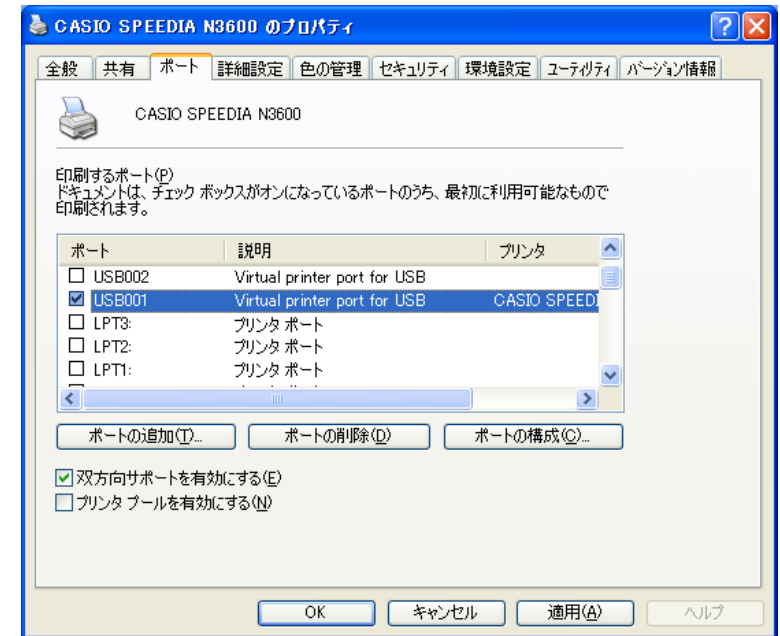 CASIO SPEEDIA N3600 のプロパティ
全般 共有 ポート 詳細設定 色の管理 セキュリティ 環境設定 ユーティリティ バージョン情報
CASIO SPEEDIA N3600
印刷するポート(P)
ドキュメントは、チェック ボックスがオンになっているポートのうち、最初に利用可能なもので
印刷されます。
ポート 説明 プリンタ
USB002 Virtual printer port for USB
USB001 Virtual printer port for USB CASIO SPEEDI
LPT3: プリンタ ポート
LPT2: プリンタ ポート
LPT1: プリンタ ポート
ポートの追加(T)... ポートの削除(D) ポートの構成(C)...
双方向サポートを有効にする(E)
プリンタ プールを有効にする(N)
OK キャンセル 適用(A) ヘルプ